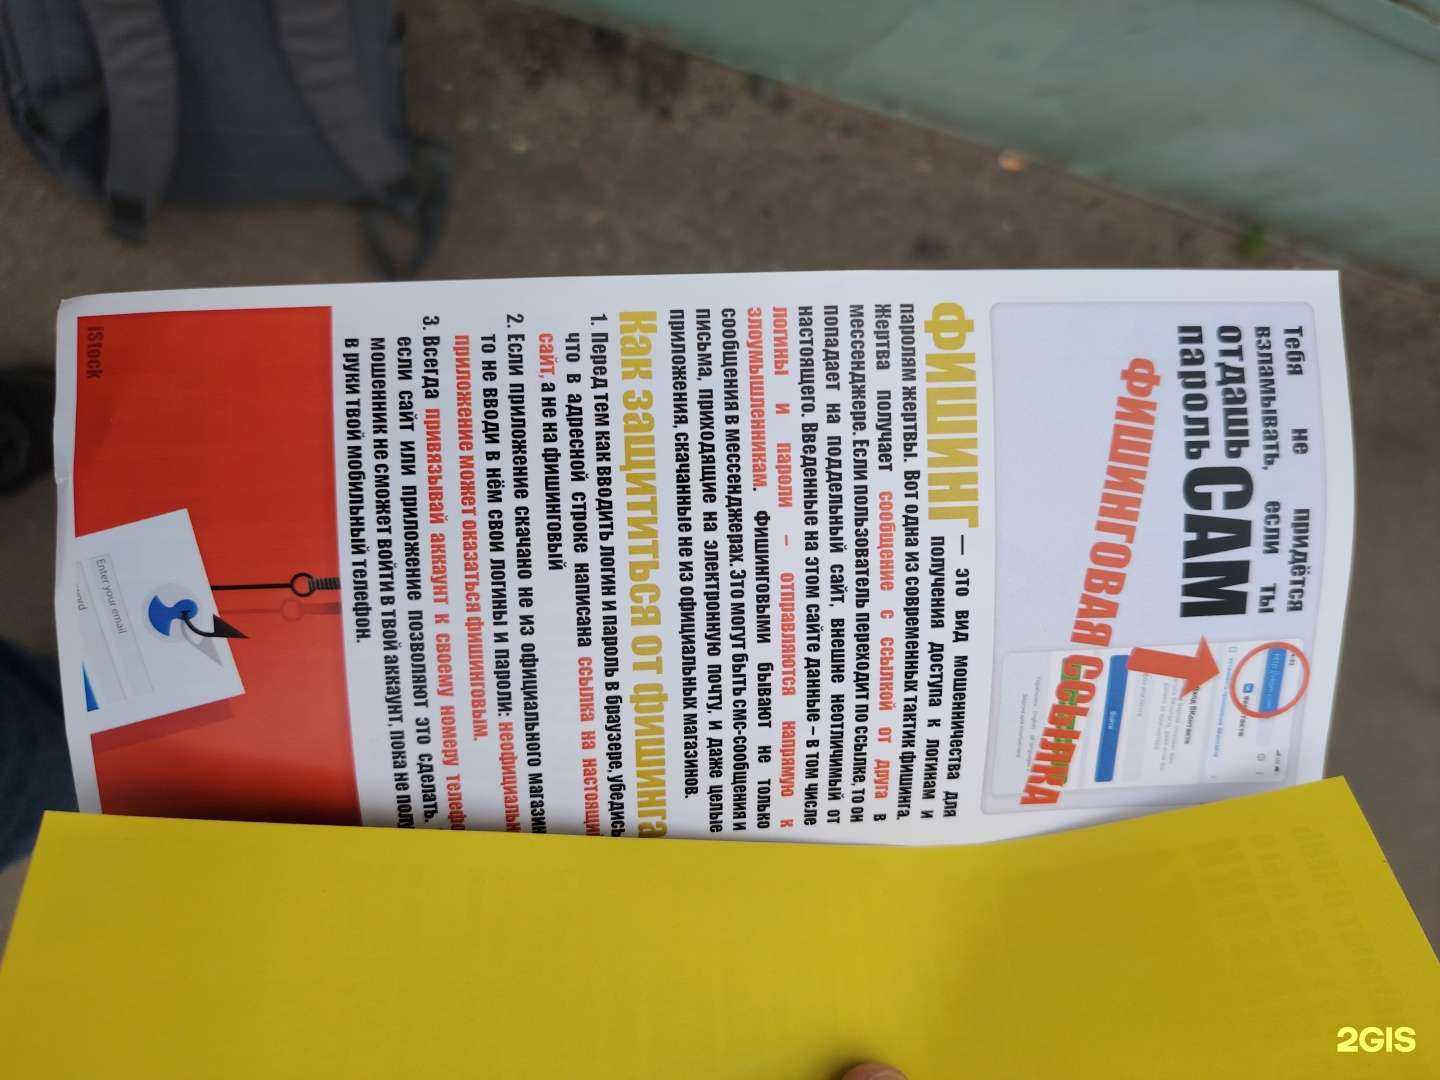 Тебя не придётся
взламывать, если ты
отдашь САМ
пароль
ФИШИНГОВАЯ ССЫЛКА
Вход ВКонтакте
Войти
ФИШИНГ — это вид мошенничества для
получения доступа к логинам и
паролям жертвы. Вот одна из современных тактик фишинга.
Жертва получает сообщение с ссылкой от друга в
мессенджере. Если пользователь переходит по ссылке, то он
попадает на поддельный сайт, внешне неотличимый от
настоящего. Введенные на этом сайте данные – в том числе
логины и пароли – отправляются напрямую к
злоумышленникам. Фишинговыми бывают не только
сообщения в мессенджерах. Это могут быть смс-сообщения и
письма, приходящие на электронную почту, и даже целые
приложения, скачанные не из официальных магазинов.
Как защититься от фишинга
1. Перед тем как вводить логин и пароль в браузере, убедись
что в адресной строке написана ссылка на настоящи
сайт, а не на фишинговый
2. Если приложение скачано не из официального магазин
то не вводи в нём свои логины и пароли: неофициальн
приложение может оказаться фишинговым.
3. Всегда привязывай аккаунт к своему номеру телефо
если сайт или приложение позволяют это сделать.
мошенник не сможет войти в твой аккаунт, пока не полу
в руки твой мобильный телефон.
Enter your email
iStock
2GIS